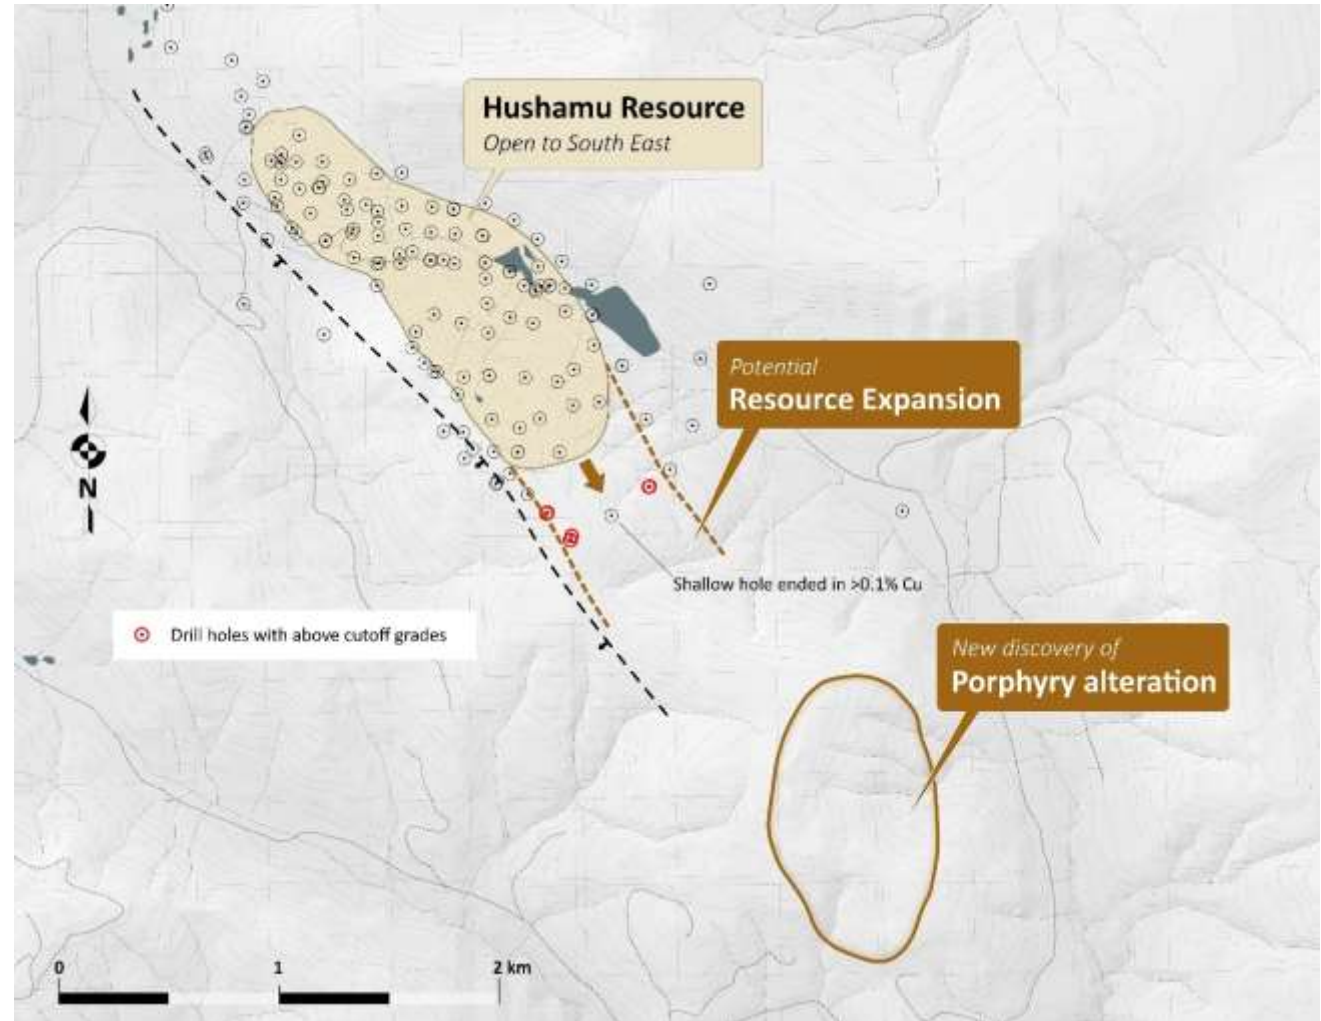 Hushamu Resource
Open to South East
Potential
Resource Expansion
N
Shallow hole ended in >0.1% Cu
Drill holes with above cutoff grades
New discovery of
Porphyry alteration
0 1 2 km